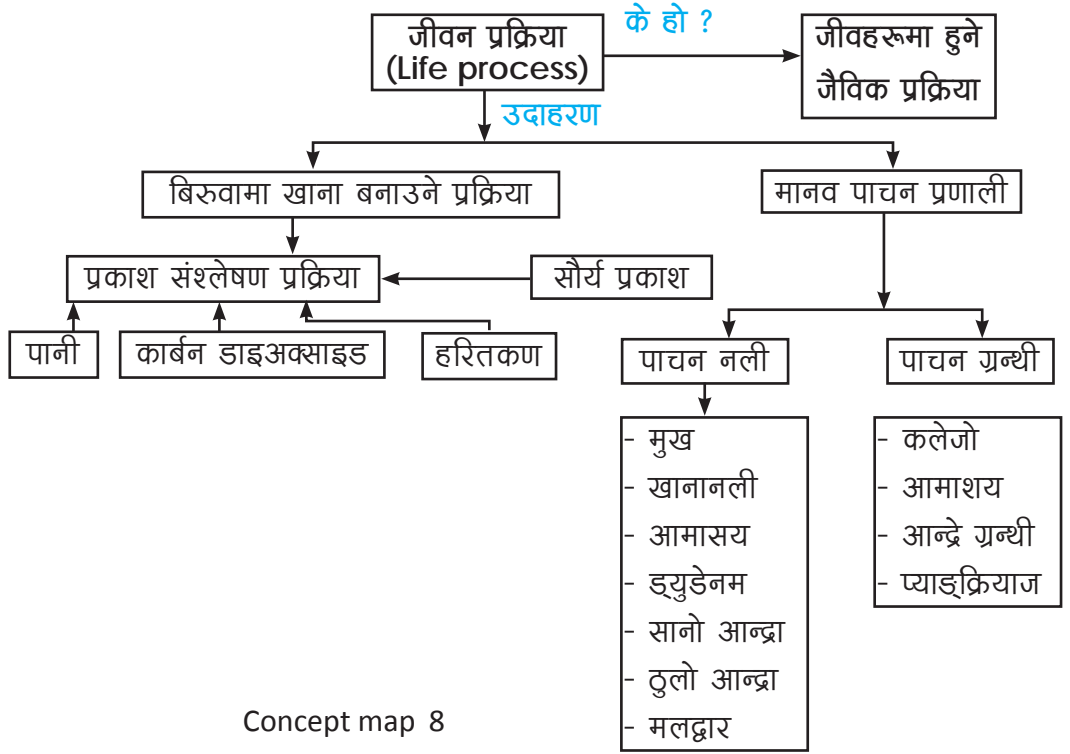 जीवन प्रक्रिया
(Life process)
के हो ?
जीवहरूमा हुने
जैविक प्रक्रिया
उदाहरण
बिरुवामा खाना बनाउने प्रक्रिया
मानव पाचन प्रणाली
प्रकाश संश्लेषण प्रक्रिया
सौर्य प्रकाश
पानी
कार्बन डाइअक्साइड
हरितकण
पाचन नली
पाचन ग्रन्थी
- मुख
- खानानली
- आमासय
- ड्युडेनम
- सानो आन्द्रा
- ठुलो आन्द्रा
- मलद्वार
- कलेजो
- आमाशय
- आन्द्रे ग्रन्थी
- प्याङ्क्रियाज
Concept map 8